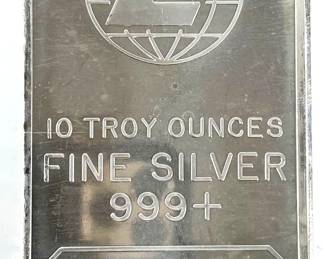 10 TROY OUNCES
FINE SILVER
999+